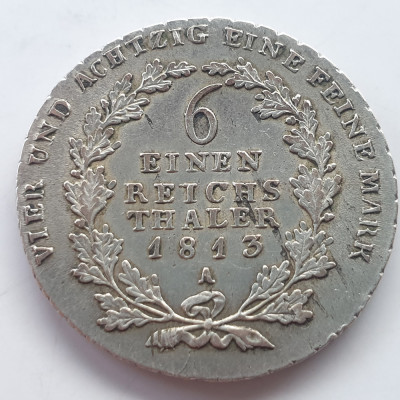 VIER UND ACHTZIG EINE FEINE MARK
6
EINEN
REICHS
THALER
1813
A